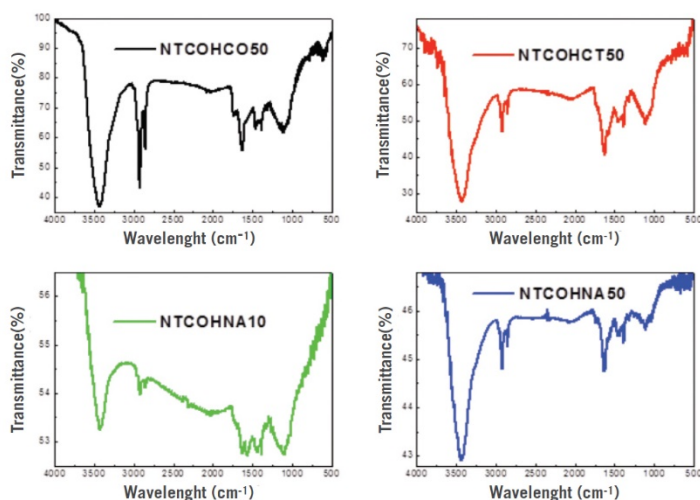 NTCOHCO50
Transmittance(%)
100
90
80
70
60
50
40
4000 3500 3000 2500 2000 1500 1000 500
Wavelenght (cm⁻¹)
NTCOHCT50
Transmittance(%)
70
60
50
40
30
4000 3500 3000 2500 2000 1500 1000 500
Wavelenght (cm⁻¹)
NTCOHNA10
Transmittance(%)
56
55
54
53
4000 3500 3000 2500 2000 1500 1000 500
Wavelenght (cm⁻¹)
NTCOHNA50
Transmittance(%)
46
45
44
43
4000 3500 3000 2500 2000 1500 1000 500
Wavelenght (cm⁻¹)